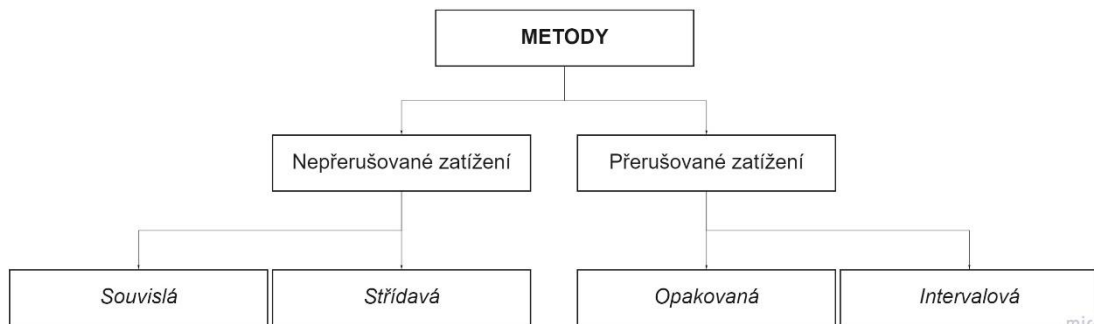 METODY
Nepřerušované zatížení
Přerušované zatížení
Souvislá
Střídavá
Opakovaná
Intervalová